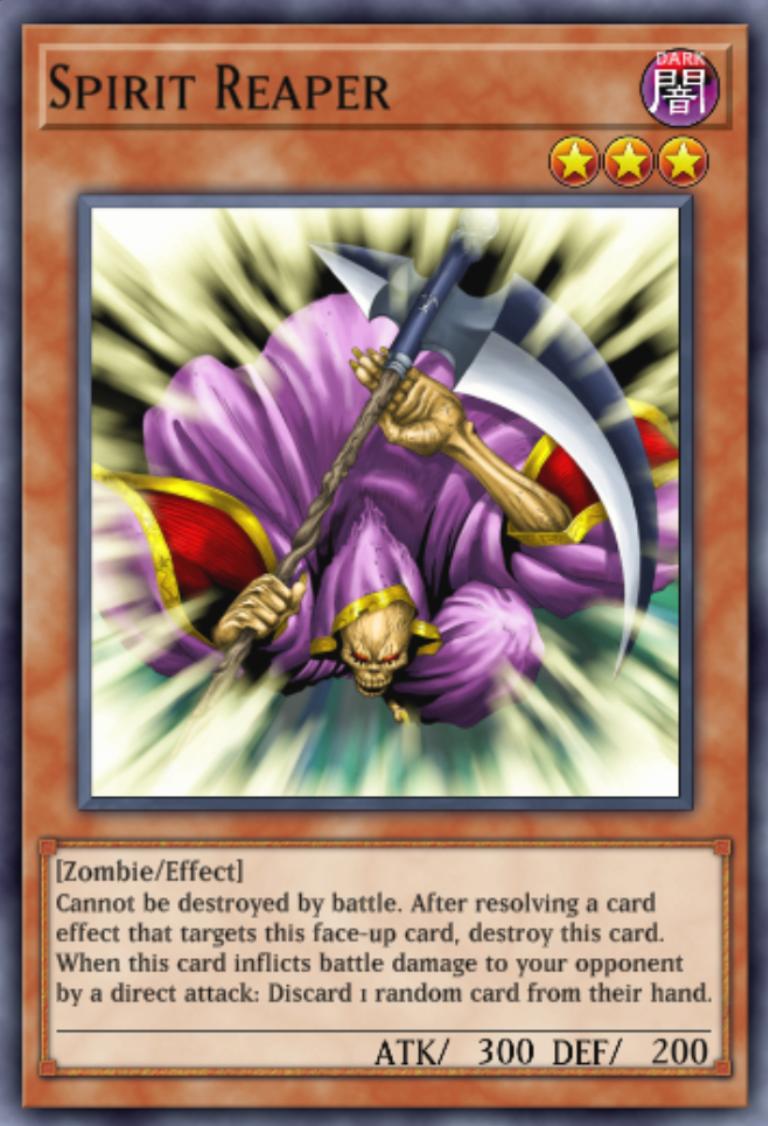 Spirit Reaper
DARK
闇
[Zombie/Effect]
Cannot be destroyed by battle. After resolving a card
effect that targets this face-up card, destroy this card.
When this card inflicts battle damage to your opponent
by a direct attack: Discard 1 random card from their hand.
ATK/ 300 DEF/ 200